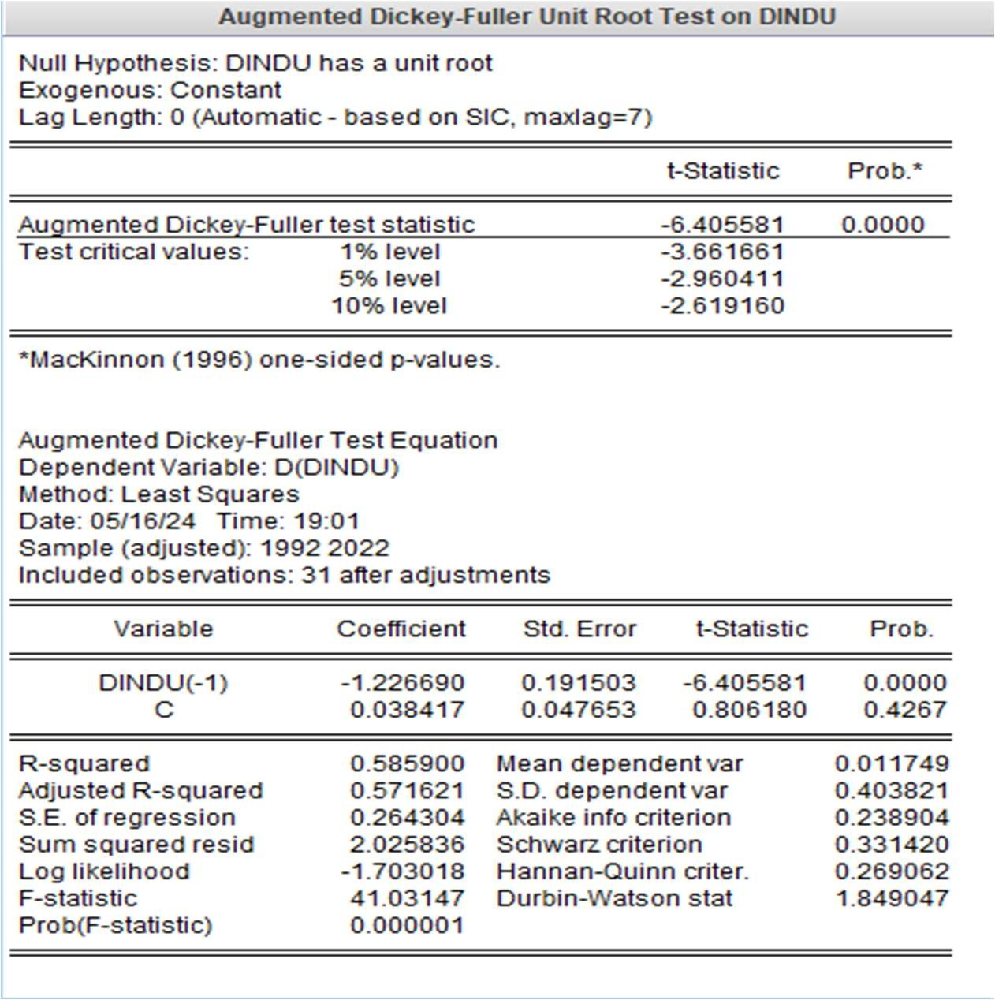 Augmented Dickey-Fuller Unit Root Test on DINDU
Null Hypothesis: DINDU has a unit root
Exogenous: Constant
Lag Length: 0 (Automatic - based on SIC, maxlag=7)
t-Statistic Prob.*
Augmented Dickey-Fuller test statistic -6.405581 0.0000
Test critical values: 1% level -3.661661
5% level -2.960411
10% level -2.619160
*MacKinnon (1996) one-sided p-values.
Augmented Dickey-Fuller Test Equation
Dependent Variable: D(DINDU)
Method: Least Squares
Date: 05/16/24 Time: 19:01
Sample (adjusted): 1992 2022
Included observations: 31 after adjustments
Variable Coefficient Std. Error t-Statistic Prob.
DINDU(-1) -1.226690 0.191503 -6.405581 0.0000
C 0.038417 0.047653 0.806180 0.4267
R-squared 0.585900 Mean dependent var 0.011749
Adjusted R-squared 0.571621 S.D. dependent var 0.403821
S.E. of regression 0.264304 Akaike info criterion 0.238904
Sum squared resid 2.025836 Schwarz criterion 0.331420
Log likelihood -1.703018 Hannan-Quinn criter. 0.269062
F-statistic 41.03147 Durbin-Watson stat 1.849047
Prob(F-statistic) 0.000001